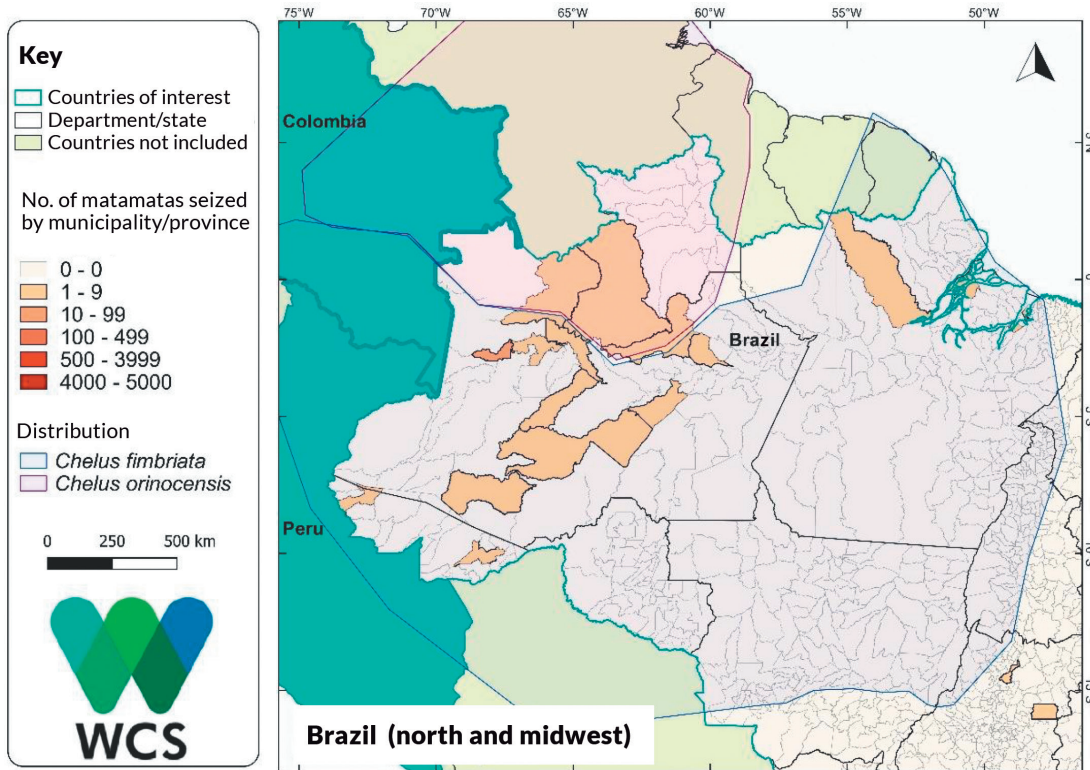 Key
Countries of interest
Department/state
Countries not included
No. of matamatas seized
by municipality/province
0 - 0
1 - 9
10 - 99
100 - 499
500 - 3999
4000 - 5000
Distribution
Chelus fimbriata
Chelus orinocensis
0 250 500 km
WCS
75°W 70°W 65°W 60°W 55°W 50°W
Colombia
Brazil
Peru
Brazil (north and midwest)